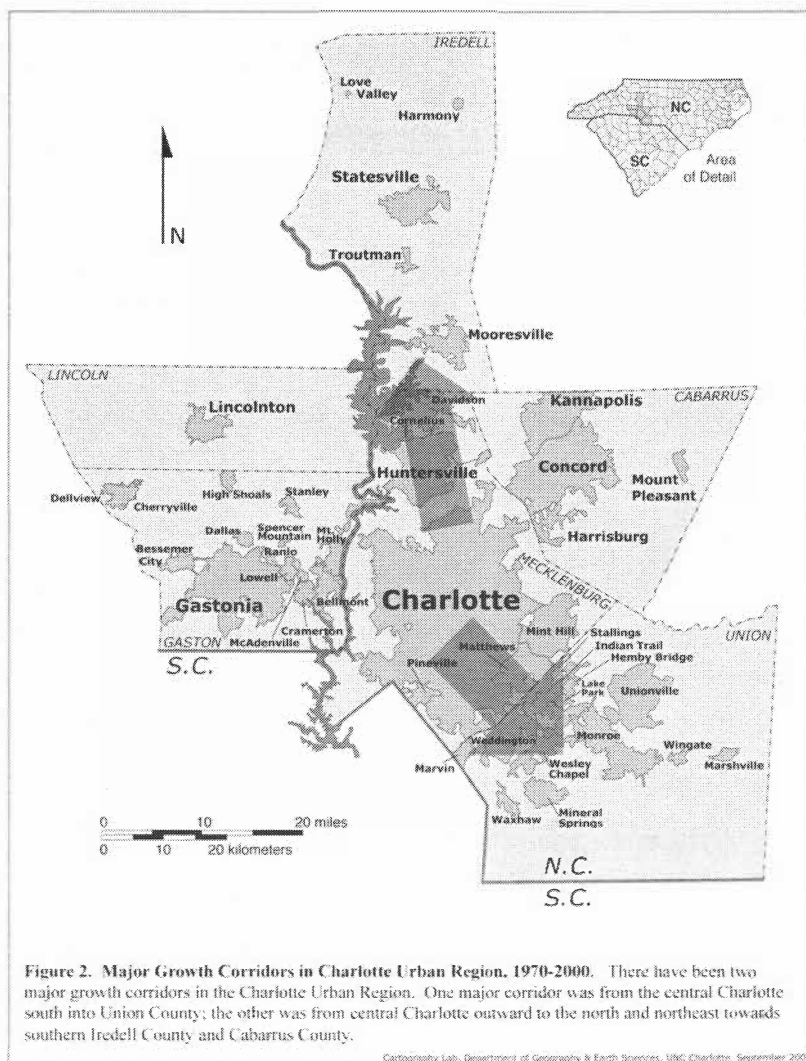 IREDELL
Love
Valley
Harmony
NC
SC
Area
of Detail
Statesville
N
Troutman
Mooresville
LINCOLN
Lincolnton
Davidson
Cornelius
Kannapolis
CABARRUS
Huntersville
Concord
Mount
Pleasant
Dellview
Cherryville
High Shoals
Stanley
Harrisburg
Dallas
Spencer
Mountain
Mt.
Holly
Bessemer
City
Ranlo
Lowell
MECKLENBURG
Gastonia
Bellmont
Charlotte
Cramerton
McAdenville
GASTON
S.C.
Mint Hill
Stallings
Indian Trail
Hemby Bridge
UNION
Matthews
Pineville
Lake
Park
Unionville
Weddington
Monroe
Wingate
Marshville
Marvin
Wesley
Chapel
Waxhaw
Mineral
Springs
0 10 20 miles
0 10 20 kilometers
N.C.
S.C.
Figure 2. Major Growth Corridors in Charlotte Urban Region, 1970-2000. There have been two
major growth corridors in the Charlotte Urban Region. One major corridor was from the central Charlotte
south into Union County; the other was from central Charlotte outward to the north and northeast towards
southern Iredell County and Cabarrus County.
Cartography Lab, Department of Geography & Earth Sciences, UNC Charlotte, September